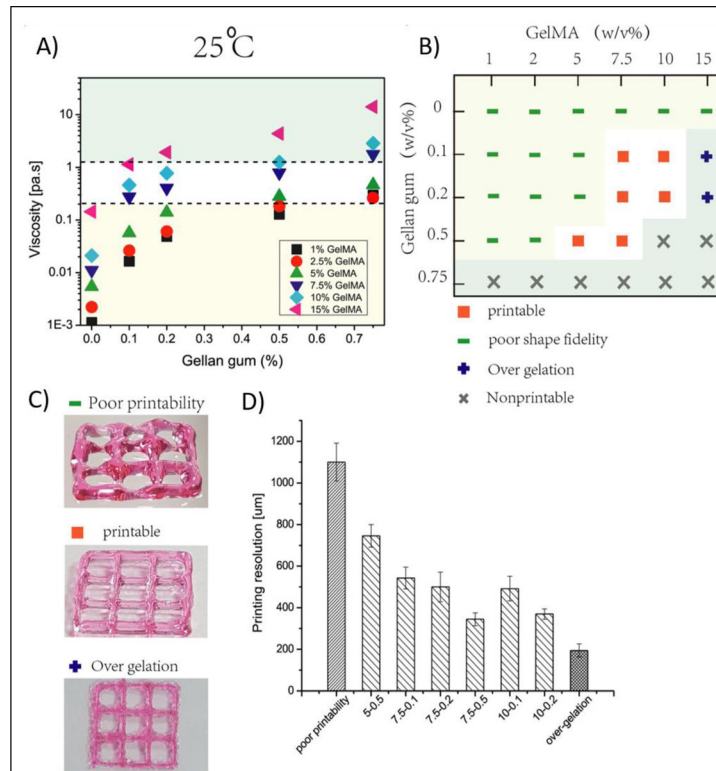 25°C
A)
Viscosity [pa.s]
10
1
0.1
0.01
1E-3
1% GelMA
2.5% GelMA
5% GelMA
7.5% GelMA
10% GelMA
15% GelMA
0.0 0.1 0.2 0.3 0.4 0.5 0.6 0.7
Gellan gum (%)
B)
GelMA (w/v%)
1 2 5 7.5 10 15
Gellan gum (w/v%)
0
0.1
0.2
0.5
0.75
printable
poor shape fidelity
Over gelation
Nonprintable
C)
Poor printability
printable
Over gelation
D)
Printing resolution [um]
1200
1000
800
600
400
200
0
poor printability
5-0.5
7.5-0.1
7.5-0.2
7.5-0.5
10-0.1
10-0.2
over-gelation